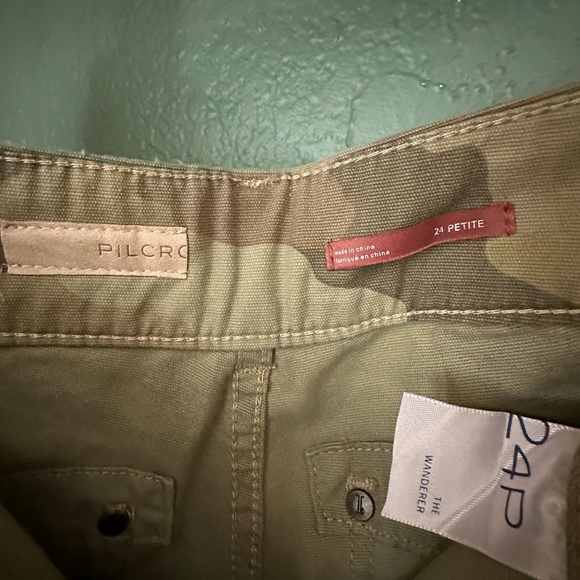 PILCRO
24 PETITE
made in china
fabriqué en chine
24P
THE
WANDERER